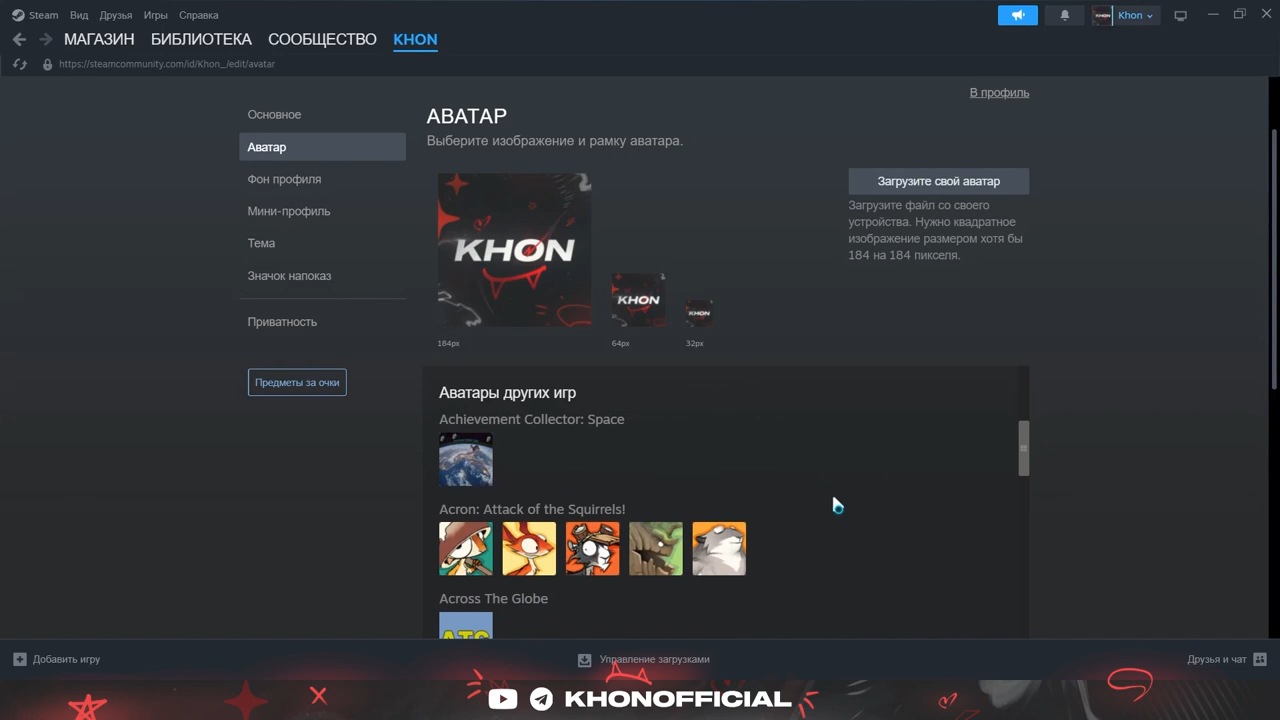 Steam Вид Друзья Игры Справка
Khon
МАГАЗИН БИБЛИОТЕКА СООБЩЕСТВО KHON
https://steamcommunity.com/id/Khon_/edit/avatar
В профиль
Основное
Аватар
Фон профиля
Мини-профиль
Тема
Значок напоказ
Приватность
Предметы за очки
АВАТАР
Выберите изображение и рамку аватара.
KHON
KHON
KHON
184px
64px
32px
Загрузите свой аватар
Загрузите файл со своего
устройства. Нужно квадратное
изображение размером хотя бы
184 на 184 пикселя.
Аватары других игр
Achievement Collector: Space
Acron: Attack of the Squirrels!
Across The Globe
ATG
Добавить игру
Управление загрузками
Друзья и чат
KHONOFFICIAL